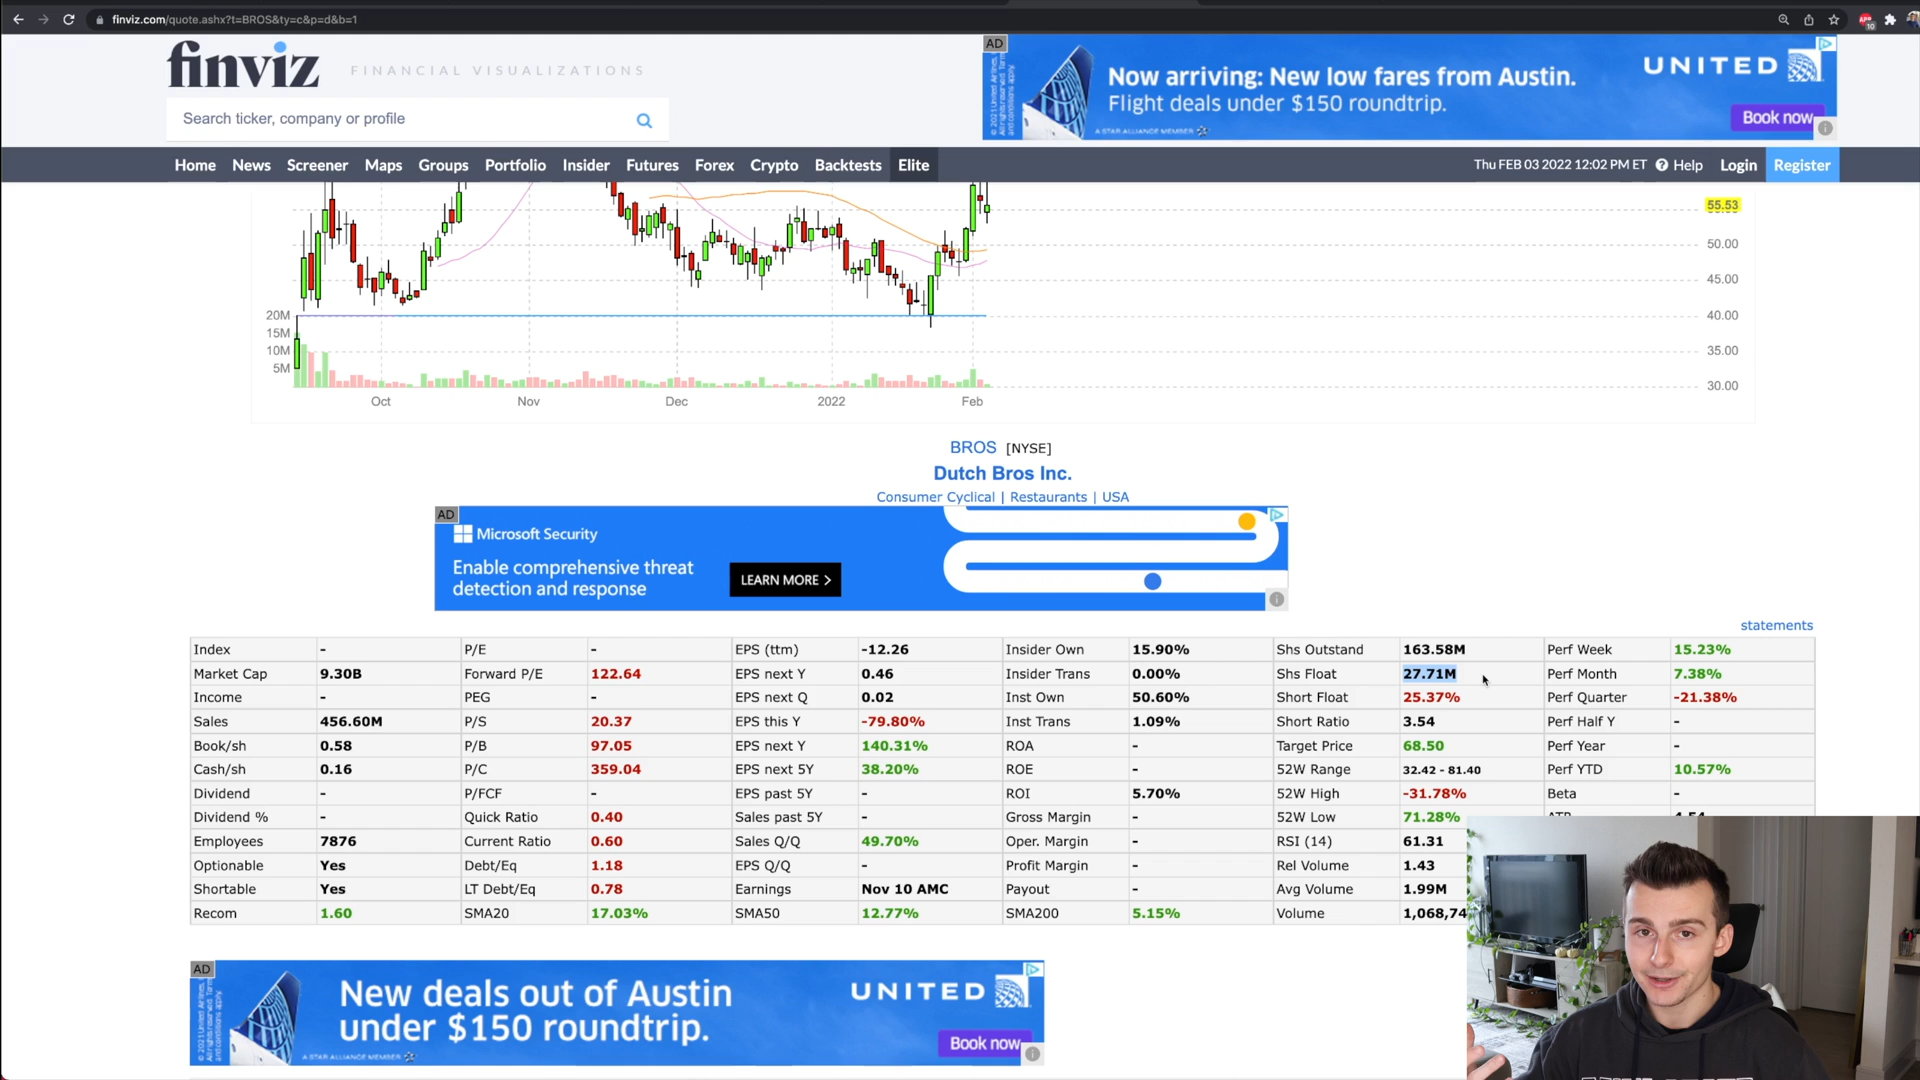 finviz.com/quote.ashx?t=BROS&ty=c&p=d&b=1
finviz FINANCIAL VISUALIZATIONS
Search ticker, company or profile
AD
Now arriving: New low fares from Austin.
Flight deals under $150 roundtrip.
A STAR ALLIANCE MEMBER
UNITED
Book now
Home News Screener Maps Groups Portfolio Insider Futures Forex Crypto Backtests Elite
Thu FEB 03 2022 12:02 PM ET Help Login Register
55.53
50.00
45.00
40.00
35.00
30.00
20M
15M
10M
5M
Oct Nov Dec 2022 Feb
BROS [NYSE]
Dutch Bros Inc.
Consumer Cyclical | Restaurants | USA
AD
Microsoft Security
Enable comprehensive threat
detection and response
LEARN MORE >
statements
Index - P/E - EPS (ttm) -12.26 Insider Own 15.90% Shs Outstand 163.58M Perf Week 15.23%
Market Cap 9.30B Forward P/E 122.64 EPS next Y 0.46 Insider Trans 0.00% Shs Float 27.71M Perf Month 7.38%
Income - PEG - EPS next Q 0.02 Inst Own 50.60% Short Float 25.37% Perf Quarter -21.38%
Sales 456.60M P/S 20.37 EPS this Y -79.80% Inst Trans 1.09% Short Ratio 3.54 Perf Half Y -
Book/sh 0.58 P/B 97.05 EPS next Y 140.31% ROA - Target Price 68.50 Perf Year -
Cash/sh 0.16 P/C 359.04 EPS next 5Y 38.20% ROE - 52W Range 32.42 - 81.40 Perf YTD 10.57%
Dividend - P/FCF - EPS past 5Y - ROI 5.70% 52W High -31.78% Beta -
Dividend % - Quick Ratio 0.40 Sales past 5Y - Gross Margin - 52W Low 71.28%
Employees 7876 Current Ratio 0.60 Sales Q/Q 49.70% Oper. Margin - RSI (14) 61.31
Optionable Yes Debt/Eq 1.18 EPS Q/Q - Profit Margin - Rel Volume 1.43
Shortable Yes LT Debt/Eq 0.78 Earnings Nov 10 AMC Payout - Avg Volume 1.99M
Recom 1.60 SMA20 17.03% SMA50 12.77% SMA200 5.15% Volume 1,068,74
AD
New deals out of Austin
under $150 roundtrip.
A STAR ALLIANCE MEMBER
UNITED
Book now